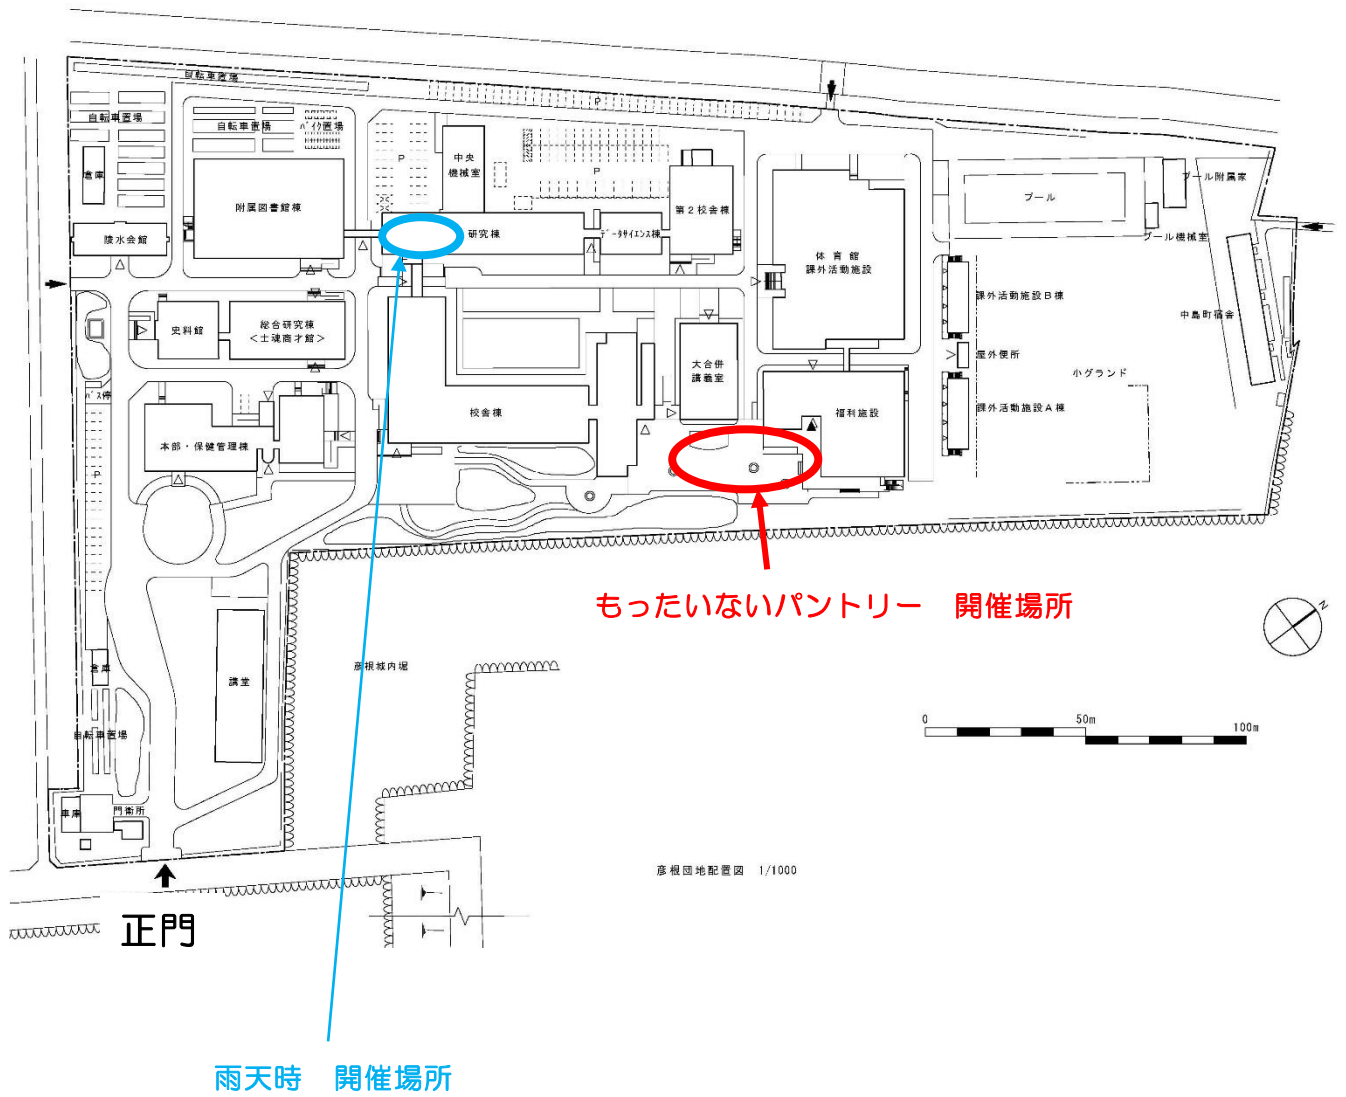 自転車置場
自転車置場
自転車置場
バイク置場
P
P
P
中央
機械室
倉庫
附属図書館棟
陵水会館
研究棟
データサイエンス棟
第2校舎棟
体育館
課外活動施設
プール
プール附属家
プール機械室
課外活動施設B棟
中島町宿舎
史料館
総合研究棟
<士魂商才館>
大合併
講義室
屋外便所
小グランド
バス停
校舎棟
福利施設
課外活動施設A棟
本部・保健管理棟
P
もったいないパントリー 開催場所
N
倉庫
講堂
彦根城内堀
自転車置場
0
50m
100m
車庫
門衛所
彦根団地配置図 1/1000
正門
雨天時 開催場所